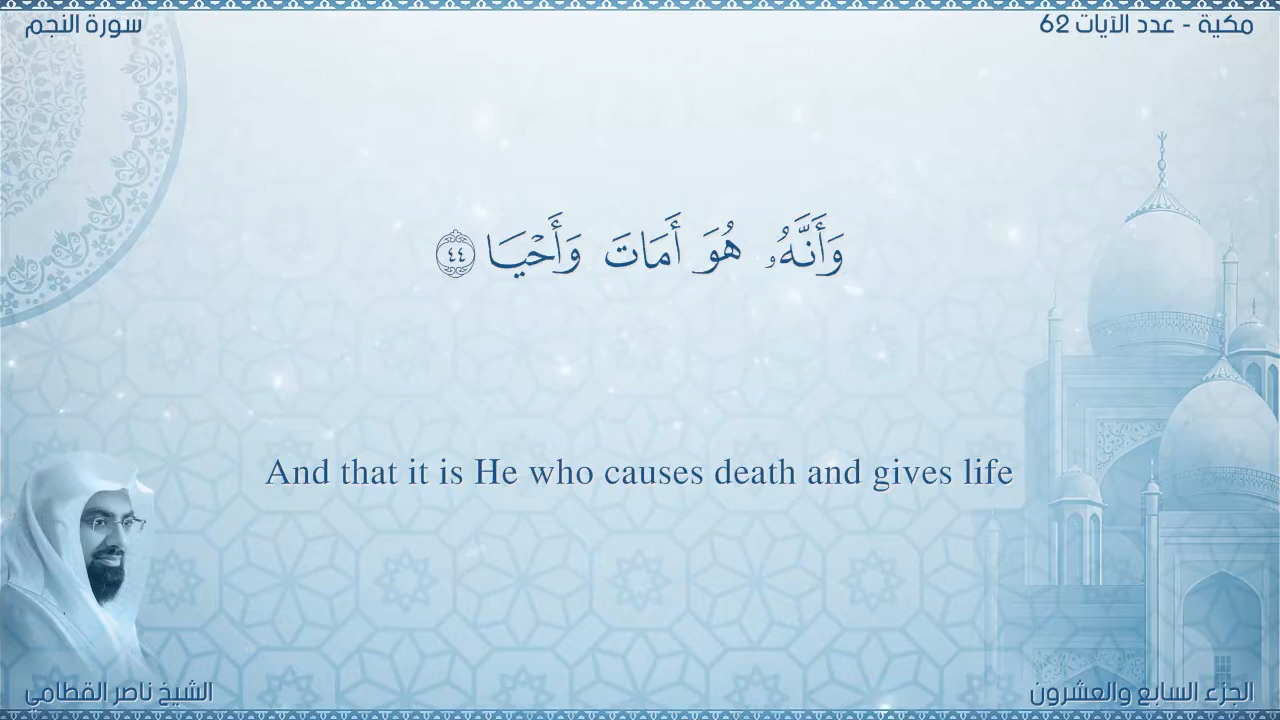 مكية - عدد الآيات 62
سورة النجم
وَأَنَّهُۥ هُوَ أَمَاتَ وَأَحْيَا ٤٤
And that it is He who causes death and gives life
الجزء السابع والعشرون
الشيخ ناصر القطامي